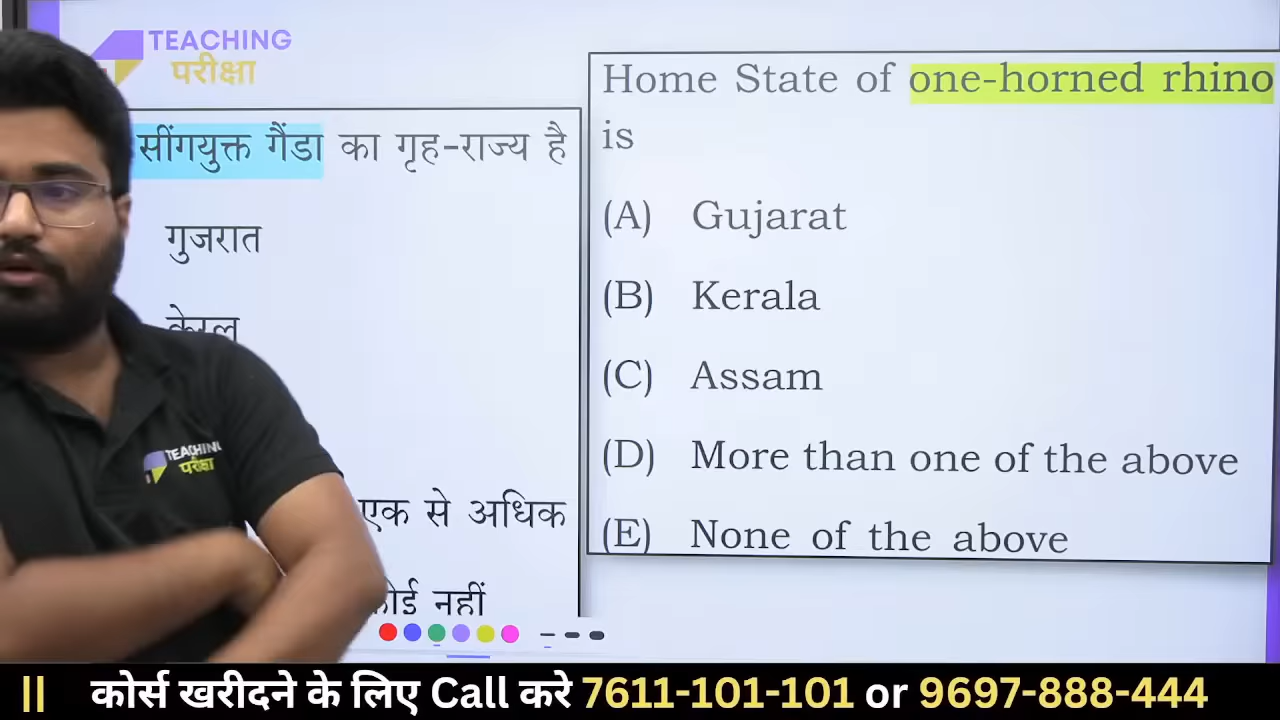 TEACHING
परीक्षा
सींगयुक्त गैंडा का गृह-राज्य है
गुजरात
केरल
एक से अधिक
कोई नहीं
Home State of one-horned rhino
is
(A) Gujarat
(B) Kerala
(C) Assam
(D) More than one of the above
(E) None of the above
TEACHING
परीक्षा
|| कोर्स खरीदने के लिए Call करे 7611-101-101 or 9697-888-444